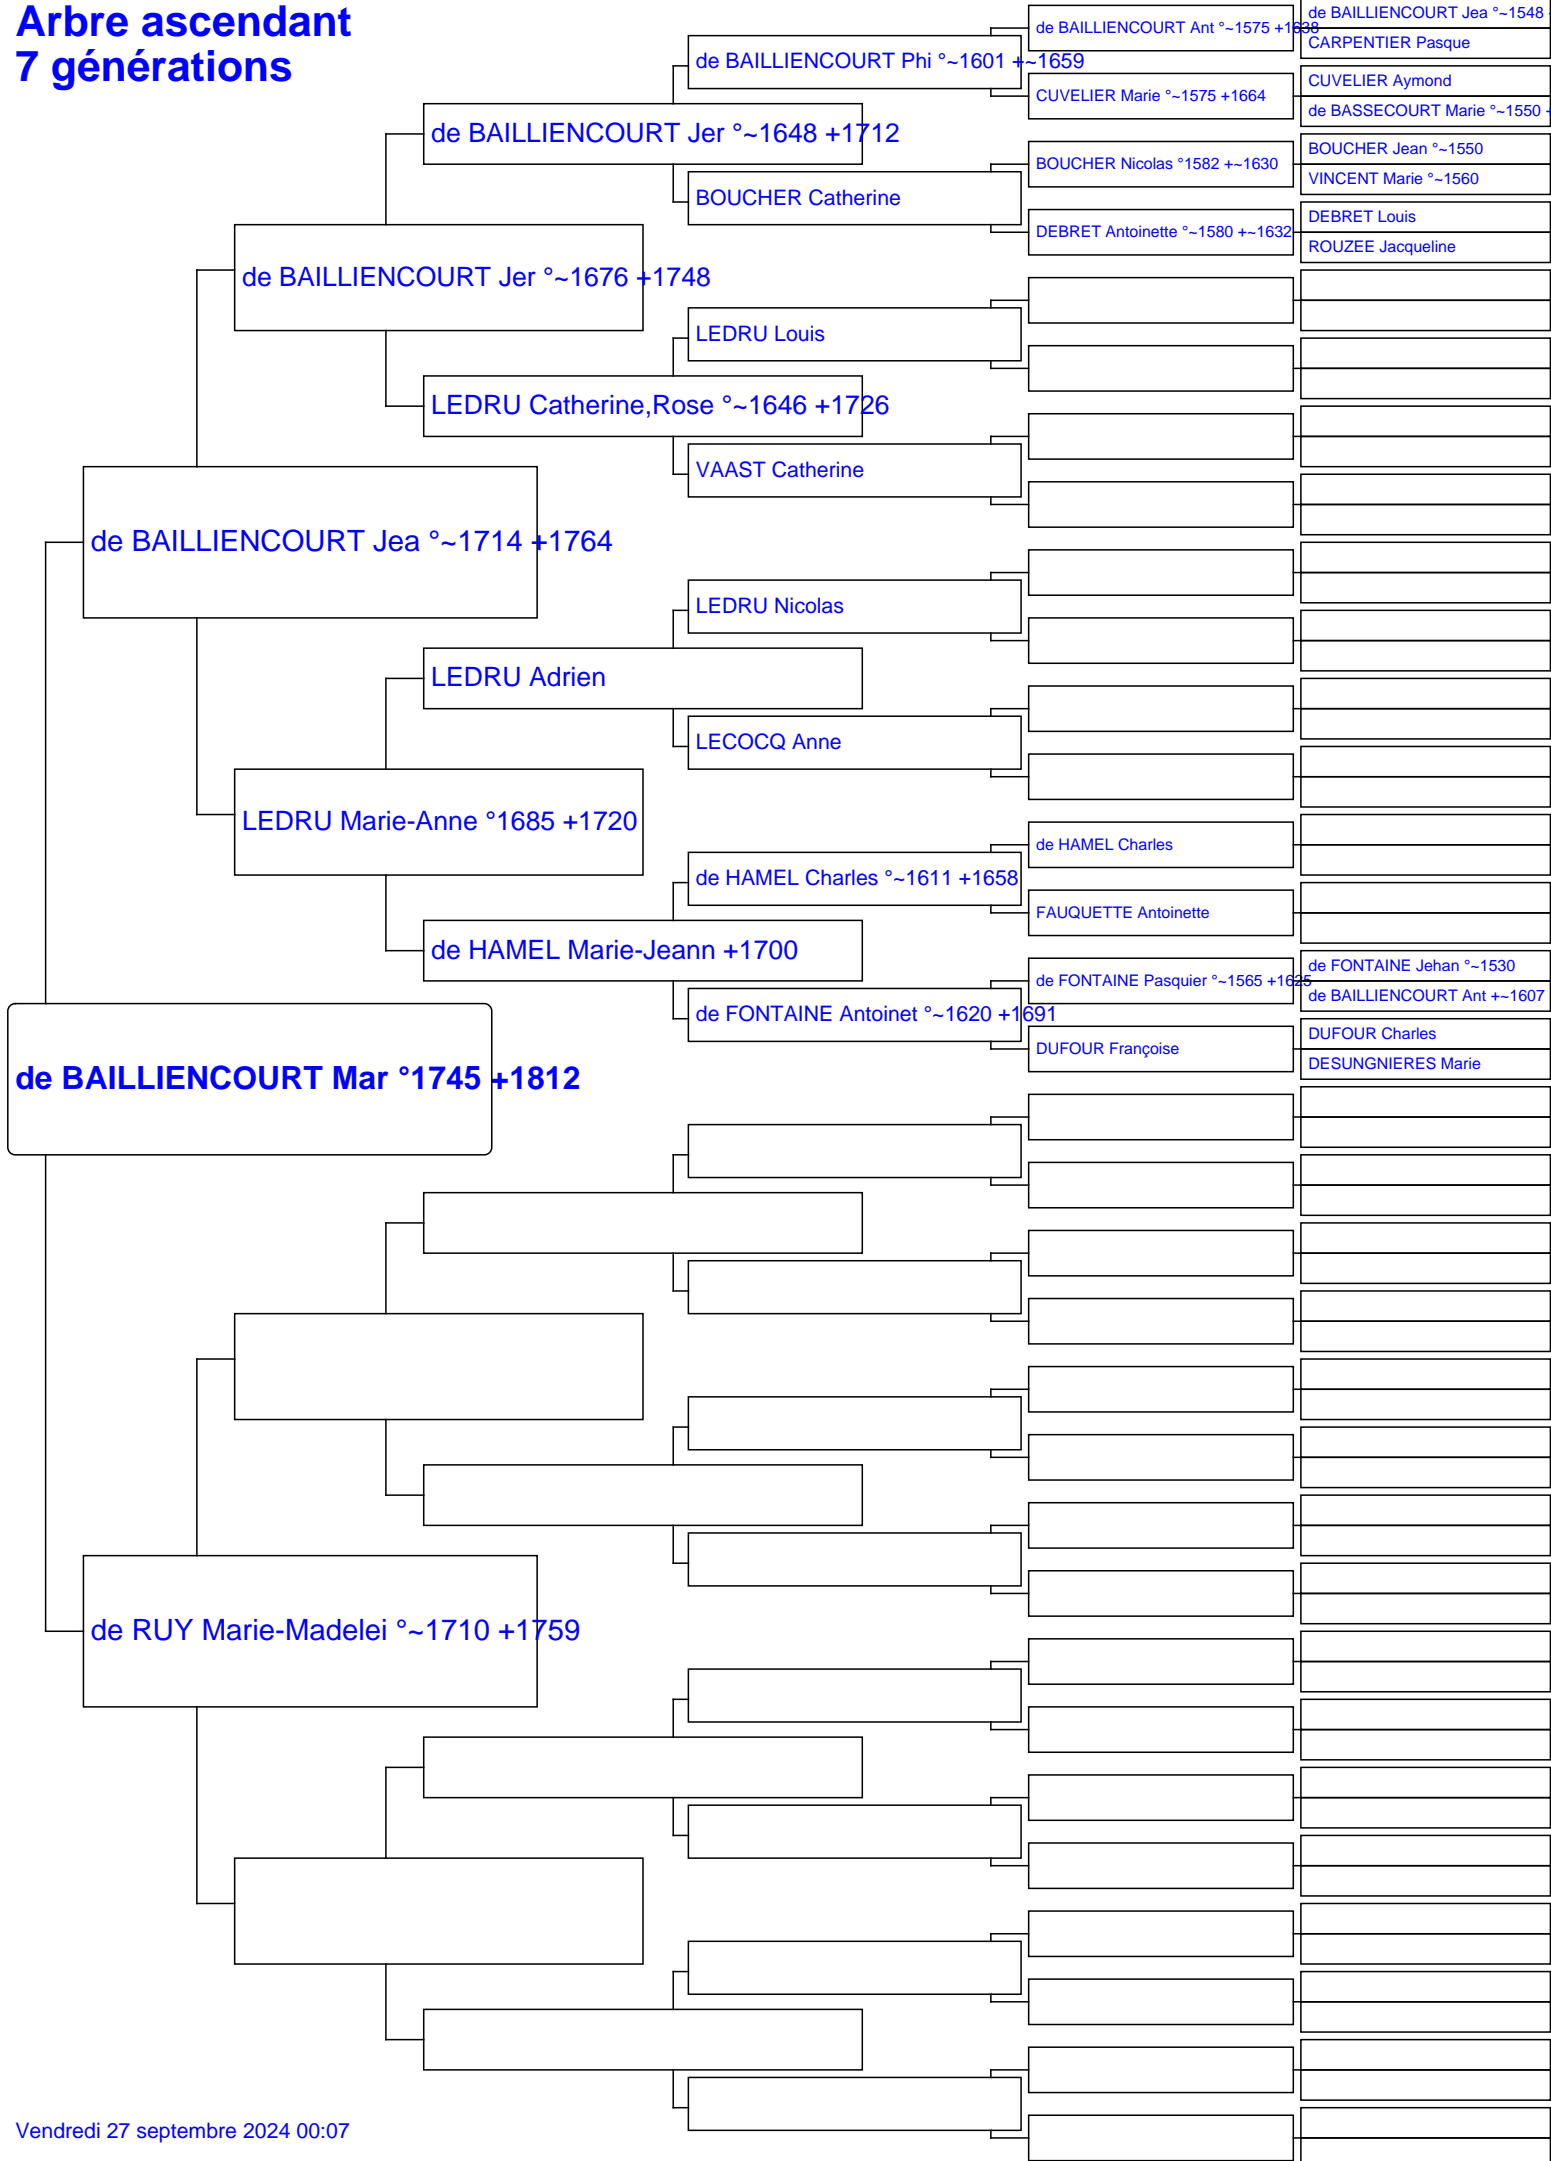 Arbre ascendant
7 générations
de BAILLIENCOURT Jea °~1548
de BAILLIENCOURT Ant °~1575 +1638
CARPENTIER Pasque
de BAILLIENCOURT Phi °~1601 +~1659
CUVELIER Aymond
CUVELIER Marie °~1575 +1664
de BASSECOURT Marie °~1550 +
de BAILLIENCOURT Jer °~1648 +1712
BOUCHER Jean °~1550
BOUCHER Nicolas °1582 +~1630
VINCENT Marie °~1560
BOUCHER Catherine
DEBRET Louis
DEBRET Antoinette °~1580 +~1632
ROUZEE Jacqueline
de BAILLIENCOURT Jer °~1676 +1748
LEDRU Louis
LEDRU Catherine,Rose °~1646 +1726
VAAST Catherine
de BAILLIENCOURT Jea °~1714 +1764
LEDRU Nicolas
LEDRU Adrien
LECOCQ Anne
LEDRU Marie-Anne °1685 +1720
de HAMEL Charles
de HAMEL Charles °~1611 +1658
FAUQUETTE Antoinette
de HAMEL Marie-Jeann +1700
de FONTAINE Jehan °~1530
de FONTAINE Pasquier °~1565 +1625
de BAILLIENCOURT Ant +~1607
de FONTAINE Antoinet °~1620 +1691
DUFOUR Charles
DUFOUR Françoise
DESUNGNIERES Marie
de BAILLIENCOURT Mar °1745 +1812
de RUY Marie-Madelei °~1710 +1759
Vendredi 27 septembre 2024 00:07